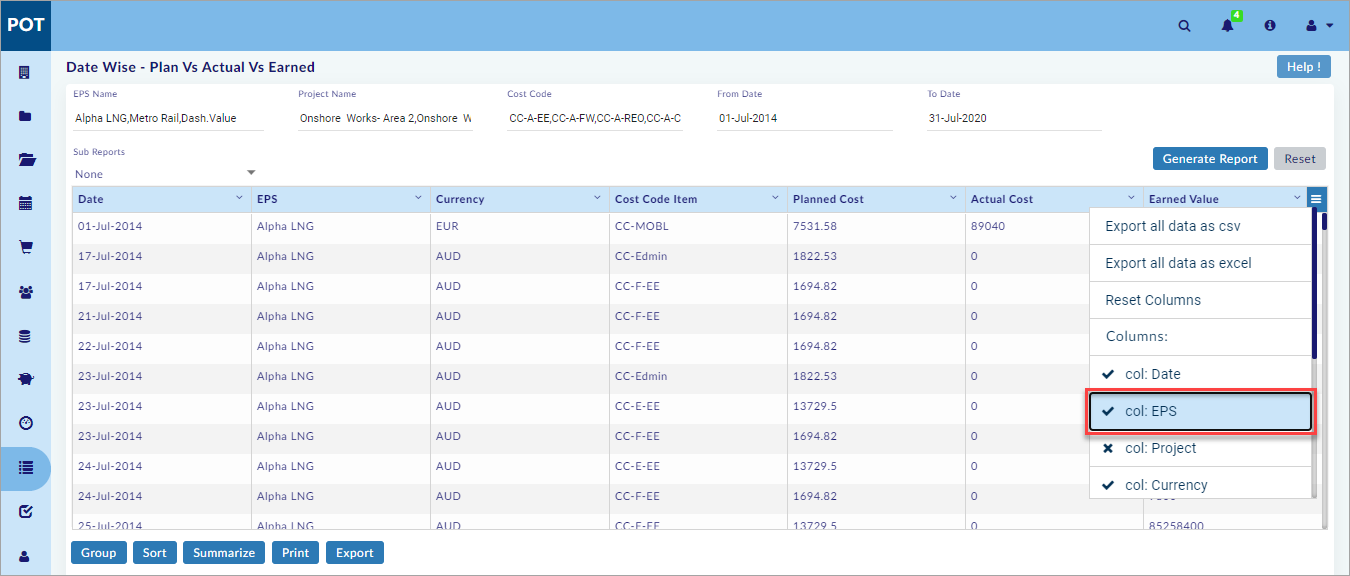 POT
4
Date Wise - Plan Vs Actual Vs Earned
Help !
EPS Name Project Name Cost Code From Date To Date
Alpha LNG,Metro Rail,Dash.Value Onshore Works- Area 2,Onshore W CC-A-EE,CC-A-FW,CC-A-REO,CC-A-C 01-Jul-2014 31-Jul-2020
Sub Reports
None
Generate Report Reset
Date EPS Currency Cost Code Item Planned Cost Actual Cost Earned Value
01-Jul-2014 Alpha LNG EUR CC-MOBL 7531.58 89040
17-Jul-2014 Alpha LNG AUD CC-Edmin 1822.53 0
17-Jul-2014 Alpha LNG AUD CC-F-EE 1694.82 0
21-Jul-2014 Alpha LNG AUD CC-F-EE 1694.82 0
22-Jul-2014 Alpha LNG AUD CC-F-EE 1694.82 0
23-Jul-2014 Alpha LNG AUD CC-Edmin 1822.53 0
23-Jul-2014 Alpha LNG AUD CC-E-EE 13729.5 0
23-Jul-2014 Alpha LNG AUD CC-F-EE 1694.82 0
24-Jul-2014 Alpha LNG AUD CC-E-EE 13729.5 0
24-Jul-2014 Alpha LNG AUD CC-F-EE 1694.82 0
25-Jul-2014 Alpha LNG AUD CC-E-EE 13729.5 0 85258400
Export all data as csv
Export all data as excel
Reset Columns
Columns:
col: Date
col: EPS
col: Project
col: Currency
Group Sort Summarize Print Export